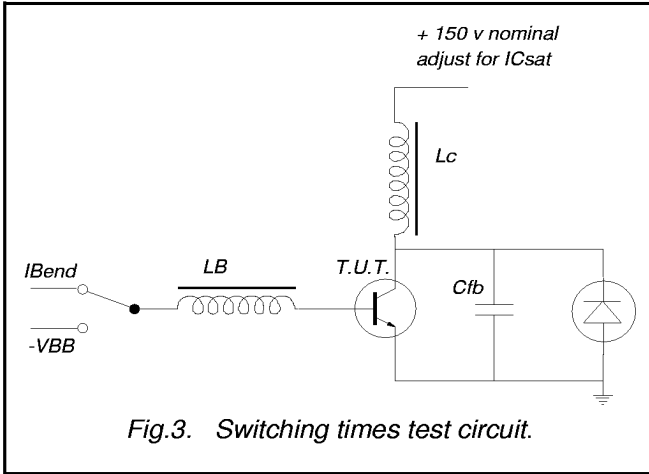 + 150 v nominal
adjust for ICsat
Lc
IBend
LB
T.U.T.
Cfb
-VBB
Fig.3. Switching times test circuit.